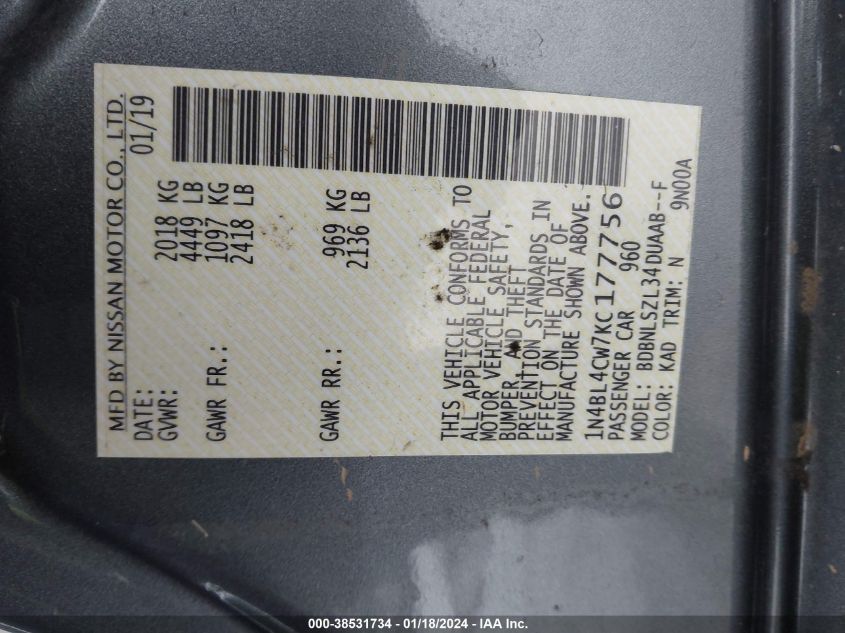 MFD BY NISSAN MOTOR CO., LTD.
DATE: 01/19
GVWR: 2018 KG
4449 LB
GAWR FR.: 1097 KG
2418 LB
GAWR RR.: 969 KG
2136 LB
THIS VEHICLE CONFORMS TO
ALL APPLICABLE FEDERAL
MOTOR VEHICLE SAFETY,
BUMPER, AND THEFT
PREVENTION STANDARDS IN
EFFECT ON THE DATE OF
MANUFACTURE SHOWN ABOVE.
1N4BL4CW7KC177756
PASSENGER CAR 960
MODEL: BDBNLSZL34DUAAB--F
COLOR: KAD TRIM: N 9N00A
000-38531734 - 01/18/2024 - IAA Inc.